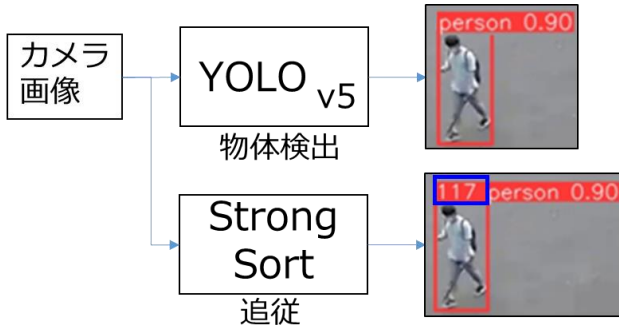 カメラ
画像
YOLO v5
物体検出
person 0.90
Strong
Sort
追従
117 person 0.90